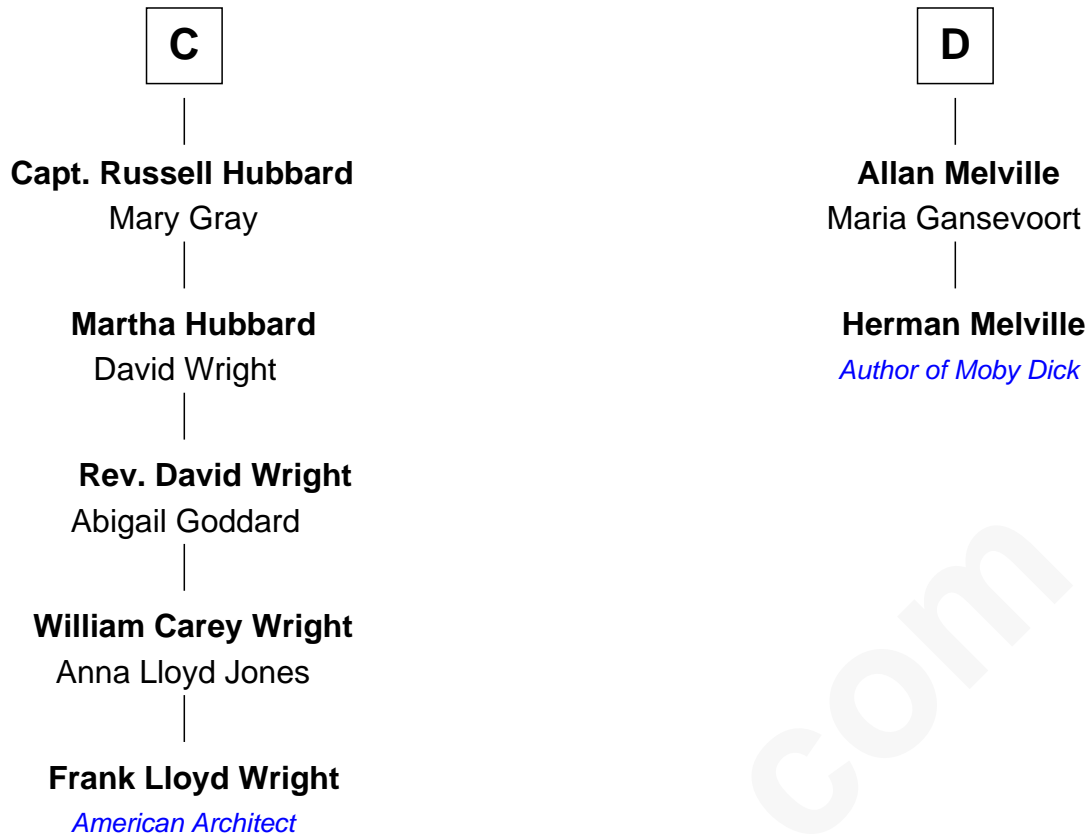 C
Capt. Russell Hubbard
Mary Gray
Martha Hubbard
David Wright
Rev. David Wright
Abigail Goddard
William Carey Wright
Anna Lloyd Jones
Frank Lloyd Wright
American Architect
D
Allan Melville
Maria Gansevoort
Herman Melville
Author of Moby Dick
com